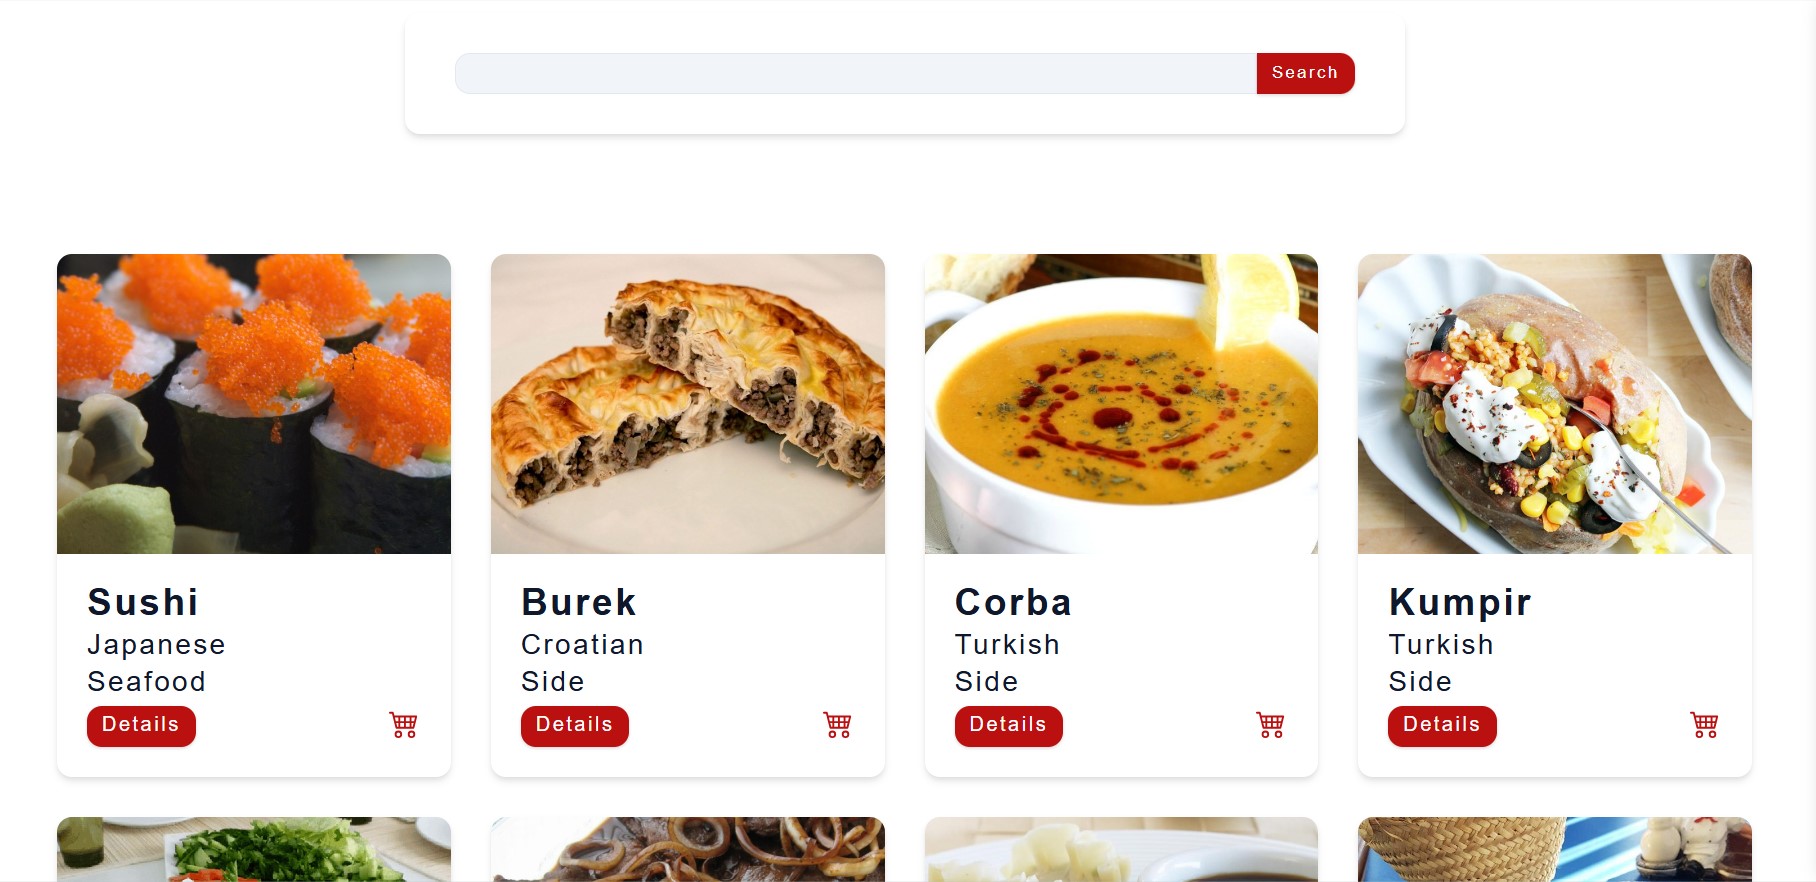 Search
Sushi
Japanese
Seafood
Details
Burek
Croatian
Side
Details
Corba
Turkish
Side
Details
Kumpir
Turkish
Side
Details